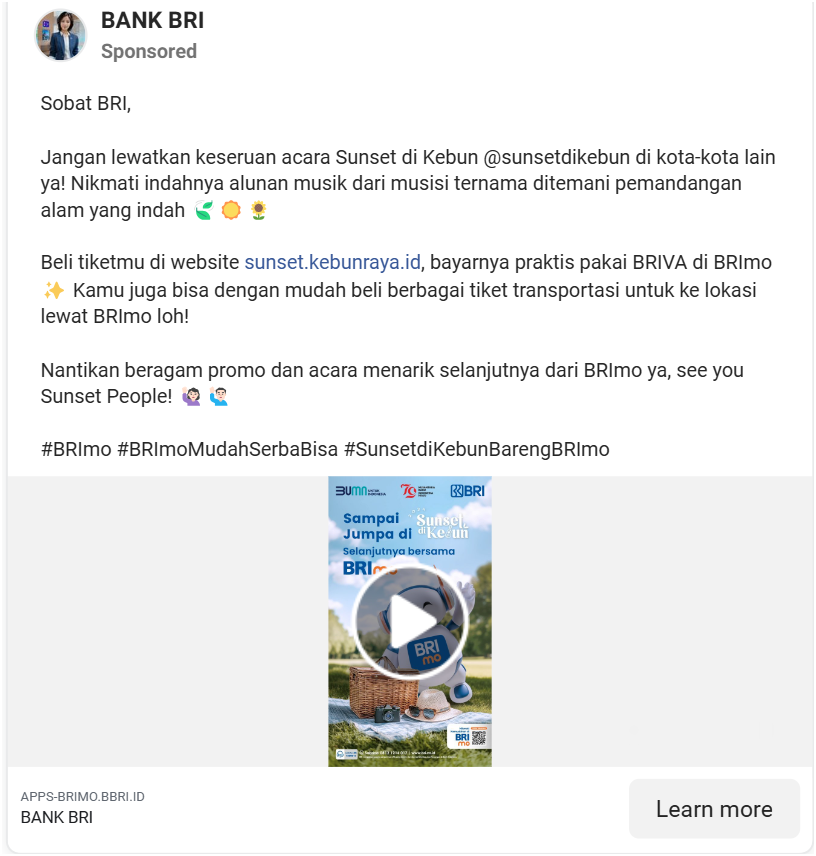 BANK BRI
Sponsored
Sobat BRI,
Jangan lewatkan keseruan acara Sunset di Kebun @sunsetdikebun di kota-kota lain
ya! Nikmati indahnya alunan musik dari musisi ternama ditemani pemandangan
alam yang indah 🍃 🌞 🌻
Beli tiketmu di website sunset.kebunraya.id, bayarnya praktis pakai BRIVA di BRImo
✨ Kamu juga bisa dengan mudah beli berbagai tiket transportasi untuk ke lokasi
lewat BRImo loh!
Nantikan beragam promo dan acara menarik selanjutnya dari BRImo ya, see you
Sunset People! 🙋🏻‍♀️ 🙋🏻‍♂️
#BRImo #BRImoMudahSerbaBisa #SunsetdiKebunBarengBRImo
BUMN
79
BRI
Sampai
Jumpa di
Sunset
di Kebun
Selanjutnya bersama
BRImo
BRI
mo
BRI
mo
APPS-BRIMO.BBRI.ID
BANK BRI
Learn more